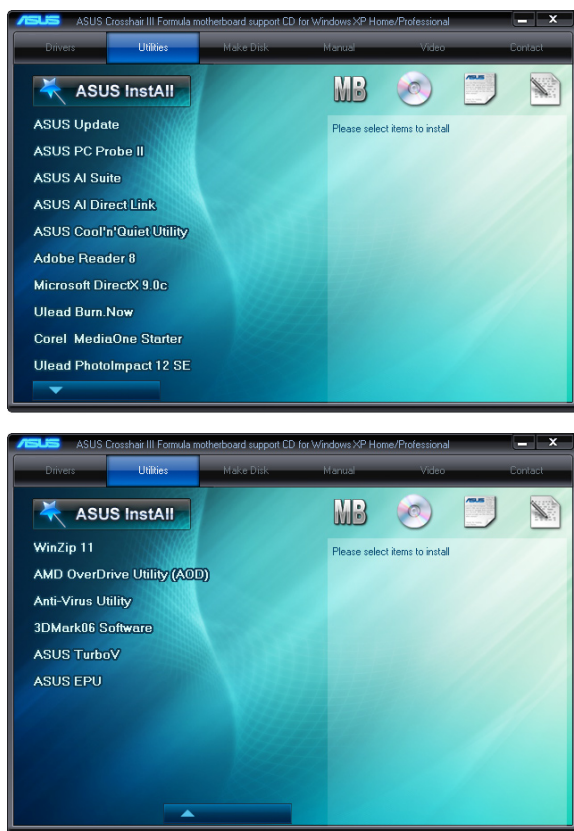 ASUS ASUS Crosshair III Formula motherboard support CD for Windows XP Home/Professional
Drivers Utilities Make Disk Manual Video Contact
ASUS InstAll MB
ASUS Update
Please select items to install
ASUS PC Probe II
ASUS AI Suite
ASUS AI Direct Link
ASUS Cool'n'Quiet Utility
Adobe Reader 8
Microsoft DirectX 9.0c
Ulead Burn.Now
Corel MediaOne Starter
Ulead PhotoImpact 12 SE
ASUS ASUS Crosshair III Formula motherboard support CD for Windows XP Home/Professional
Drivers Utilities Make Disk Manual Video Contact
ASUS InstAll MB
WinZip 11
Please select items to install
AMD OverDrive Utility (AOD)
Anti-Virus Utility
3DMark06 Software
ASUS TurboV
ASUS EPU